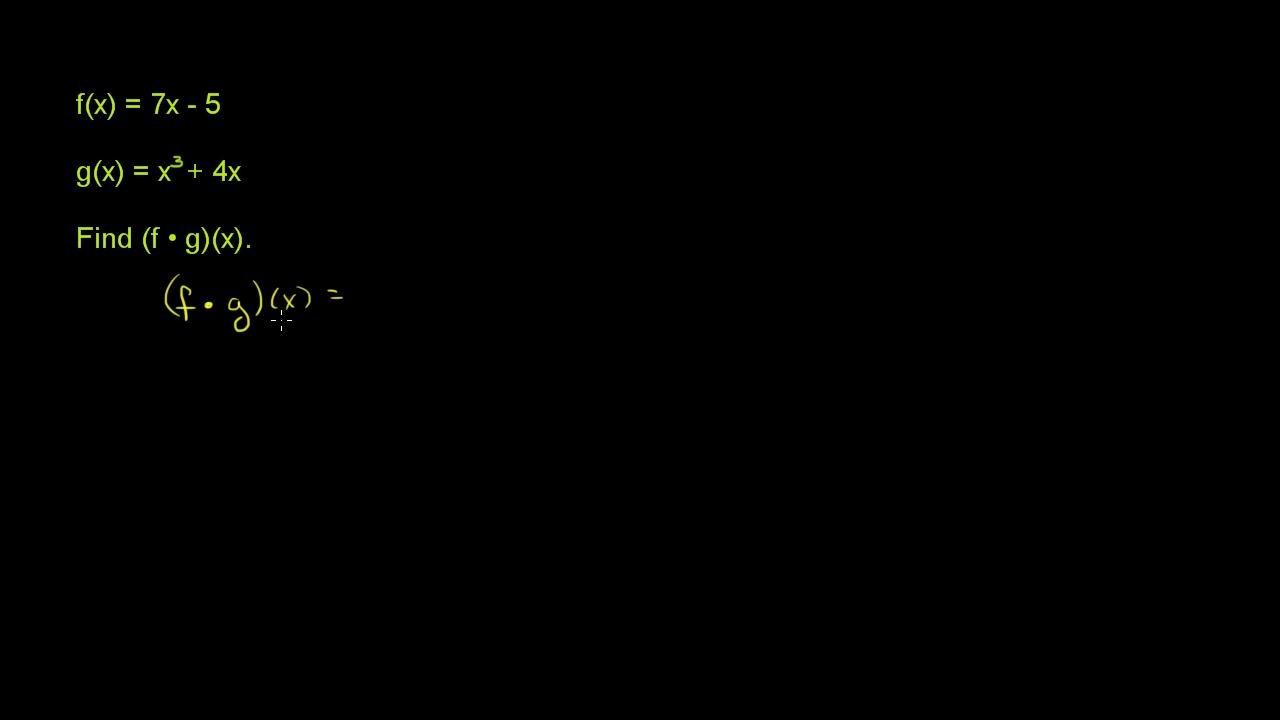 f(x) = 7x - 5
g(x) = x³ + 4x
Find (f • g)(x).
(f • g)(x) =